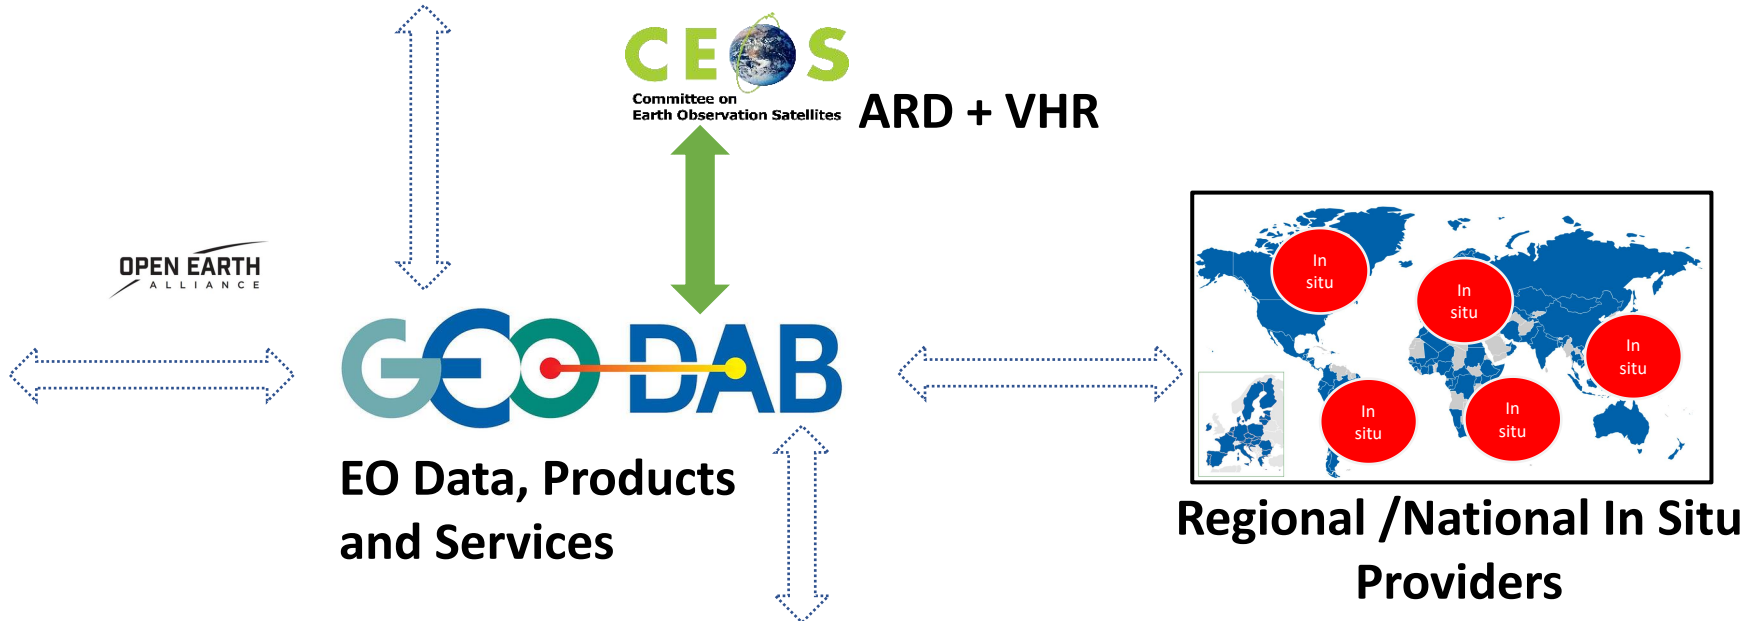 CEOS
Committee on
Earth Observation Satellites
ARD + VHR
OPEN EARTH
ALLIANCE
GEO DAB
EO Data, Products
and Services
In
situ
In
situ
In
situ
In
situ
In
situ
Regional /National In Situ
Providers